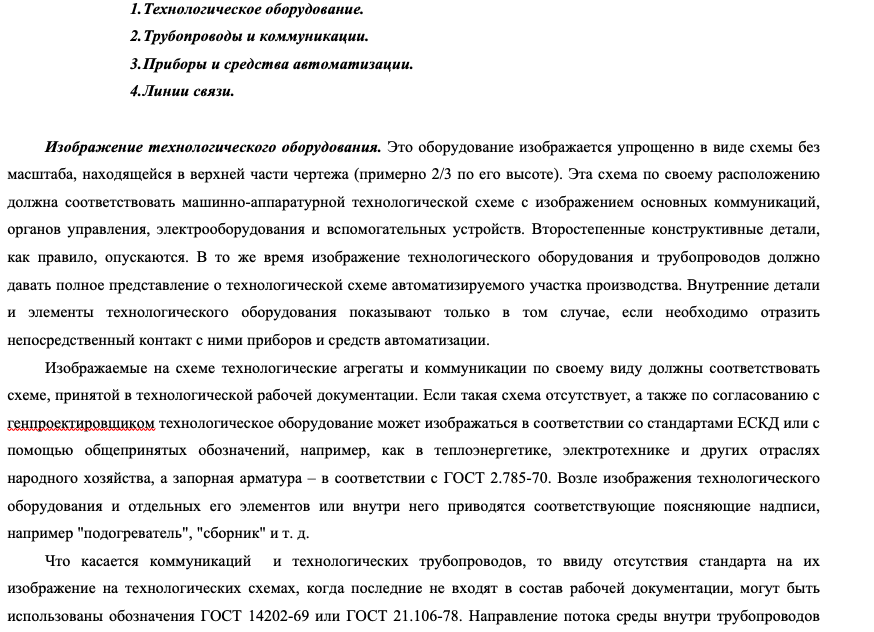 1.Технологическое оборудование.
2.Трубопроводы и коммуникации.
3.Приборы и средства автоматизации.
4.Линии связи.
Изображение технологического оборудования. Это оборудование изображается упрощенно в виде схемы без
масштаба, находящейся в верхней части чертежа (примерно 2/3 по его высоте). Эта схема по своему расположению
должна соответствовать машинно-аппаратурной технологической схеме с изображением основных коммуникаций,
органов управления, электрооборудования и вспомогательных устройств. Второстепенные конструктивные детали,
как правило, опускаются. В то же время изображение технологического оборудования и трубопроводов должно
давать полное представление о технологической схеме автоматизируемого участка производства. Внутренние детали
и элементы технологического оборудования показывают только в том случае, если необходимо отразить
непосредственный контакт с ними приборов и средств автоматизации.
Изображаемые на схеме технологические агрегаты и коммуникации по своему виду должны соответствовать
схеме, принятой в технологической рабочей документации. Если такая схема отсутствует, а также по согласованию с
генпроектировщиком технологическое оборудование может изображаться в соответствии со стандартами ЕСКД или с
помощью общепринятых обозначений, например, как в теплоэнергетике, электротехнике и других отраслях
народного хозяйства, а запорная арматура – в соответствии с ГОСТ 2.785-70. Возле изображения технологического
оборудования и отдельных его элементов или внутри него приводятся соответствующие поясняющие надписи,
например "подогреватель", "сборник" и т. д.
Что касается коммуникаций и технологических трубопроводов, то ввиду отсутствия стандарта на их
изображение на технологических схемах, когда последние не входят в состав рабочей документации, могут быть
использованы обозначения ГОСТ 14202-69 или ГОСТ 21.106-78. Направление потока среды внутри трубопроводов